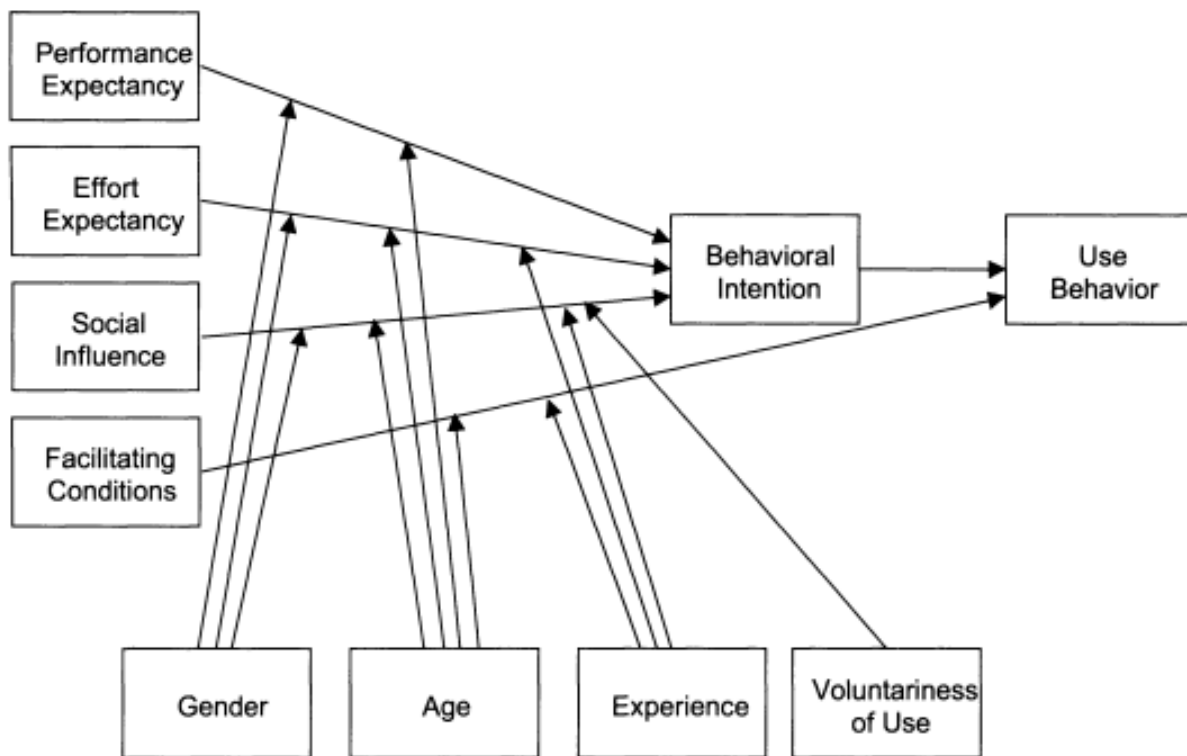 Performance
Expectancy
Effort
Expectancy
Social
Influence
Facilitating
Conditions
Behavioral
Intention
Use
Behavior
Gender
Age
Experience
Voluntariness
of Use